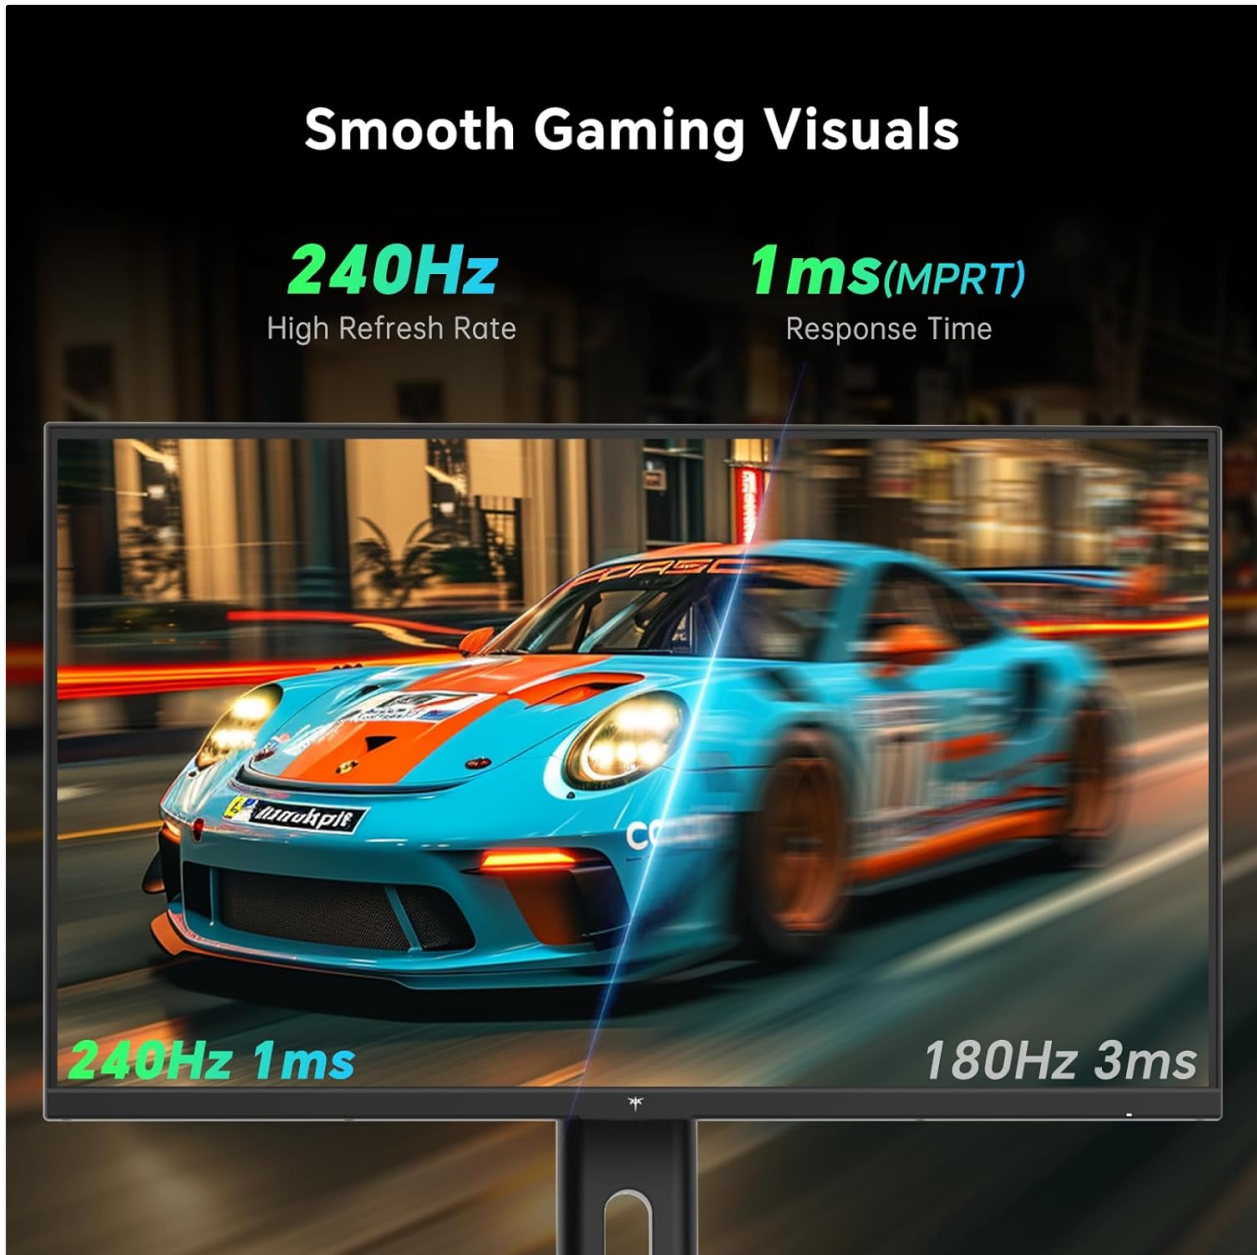 Smooth Gaming Visuals
240Hz
High Refresh Rate
1ms(MPRT)
Response Time
240Hz 1ms
180Hz 3ms